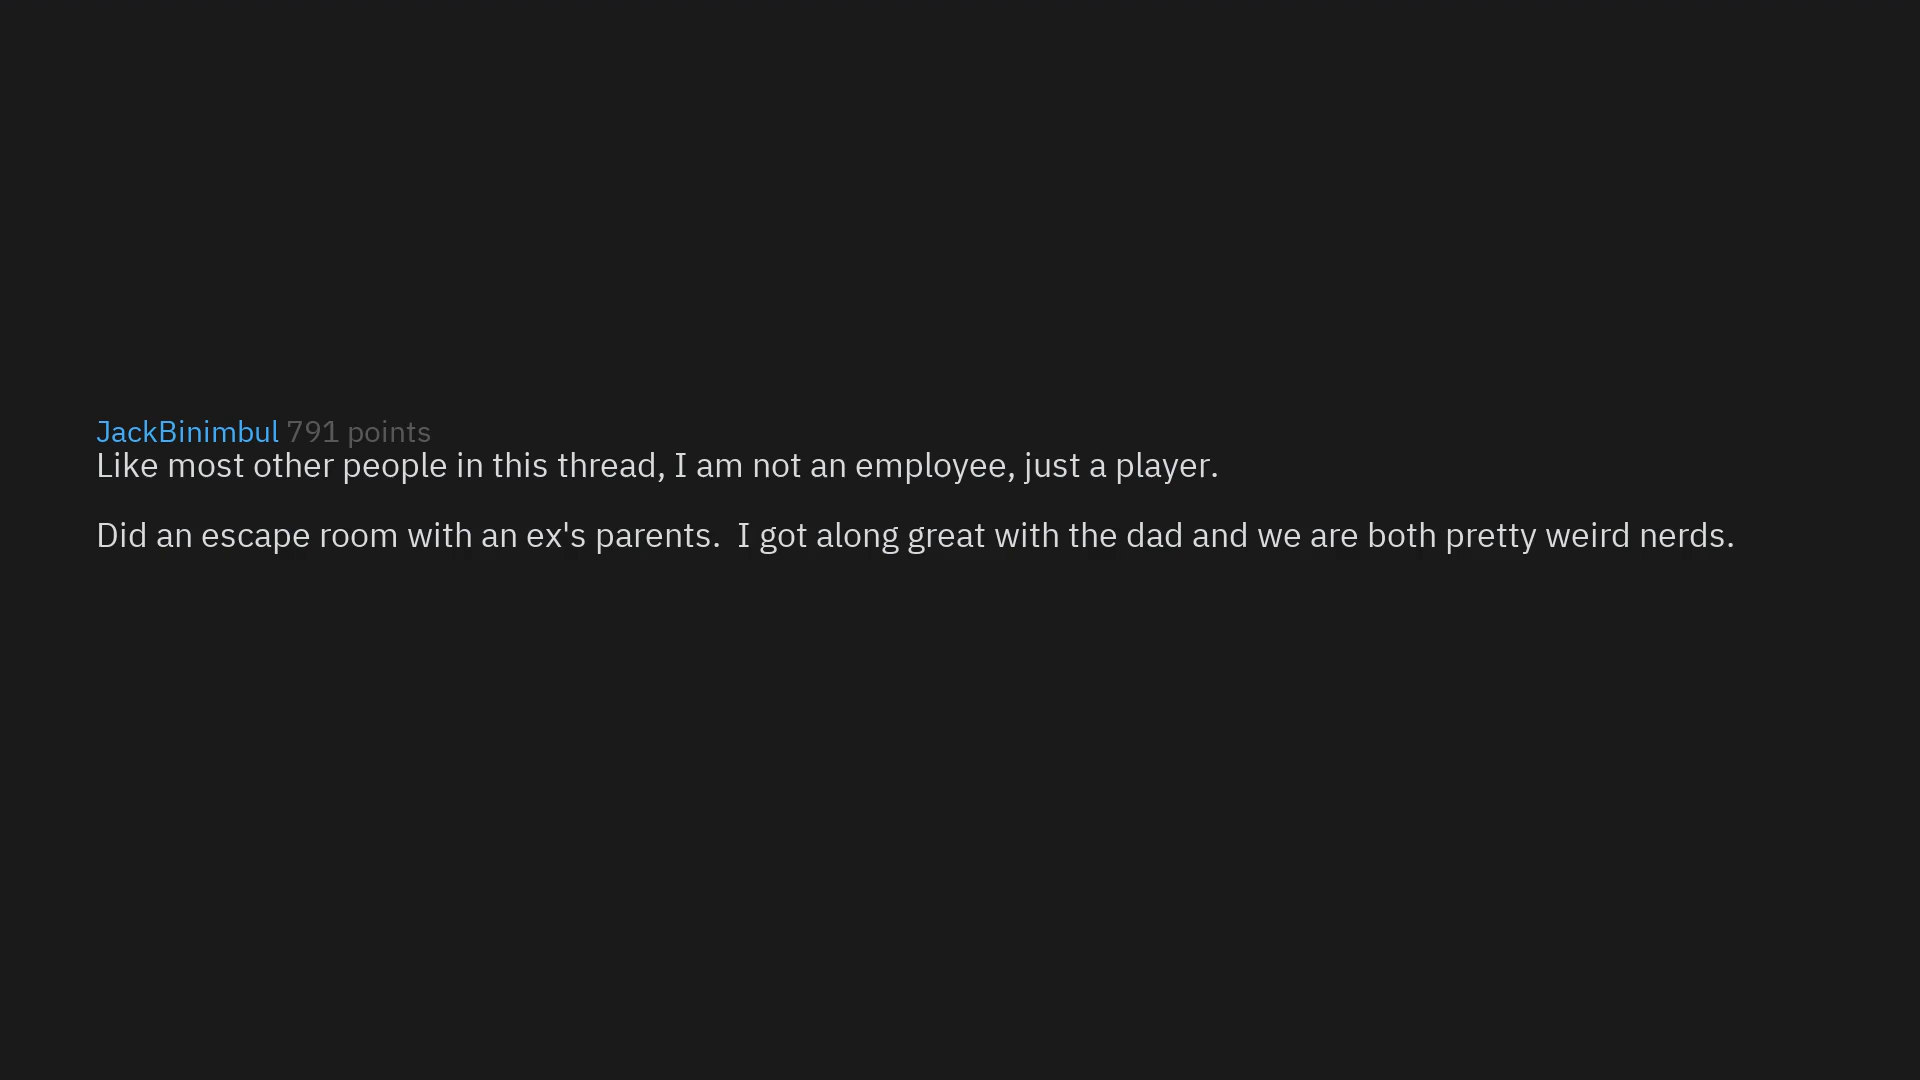 JackBinimbul 791 points
Like most other people in this thread, I am not an employee, just a player.
Did an escape room with an ex's parents.  I got along great with the dad and we are both pretty weird nerds.